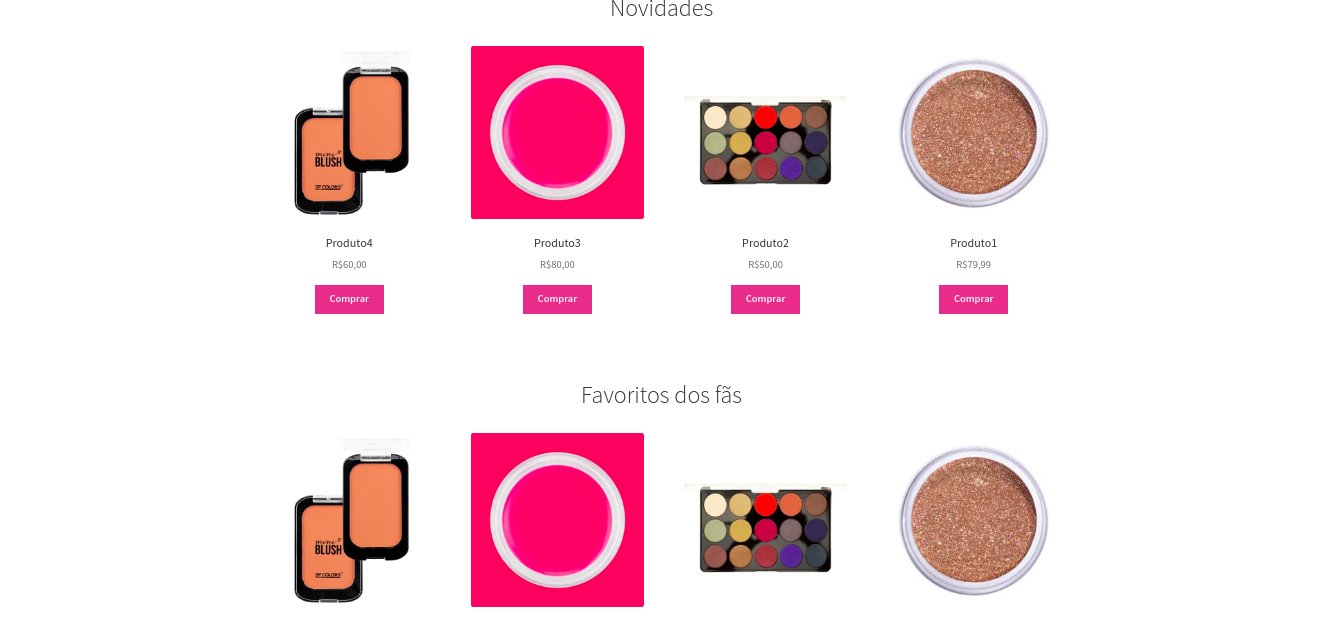 Novidades
mini
BLUSH
SP COLORS
Produto4
Produto3
Produto2
Produto1
R$60,00
R$80,00
R$50,00
R$79,99
Comprar
Comprar
Comprar
Comprar
Favoritos dos fãs
mini
BLUSH
SP COLORS